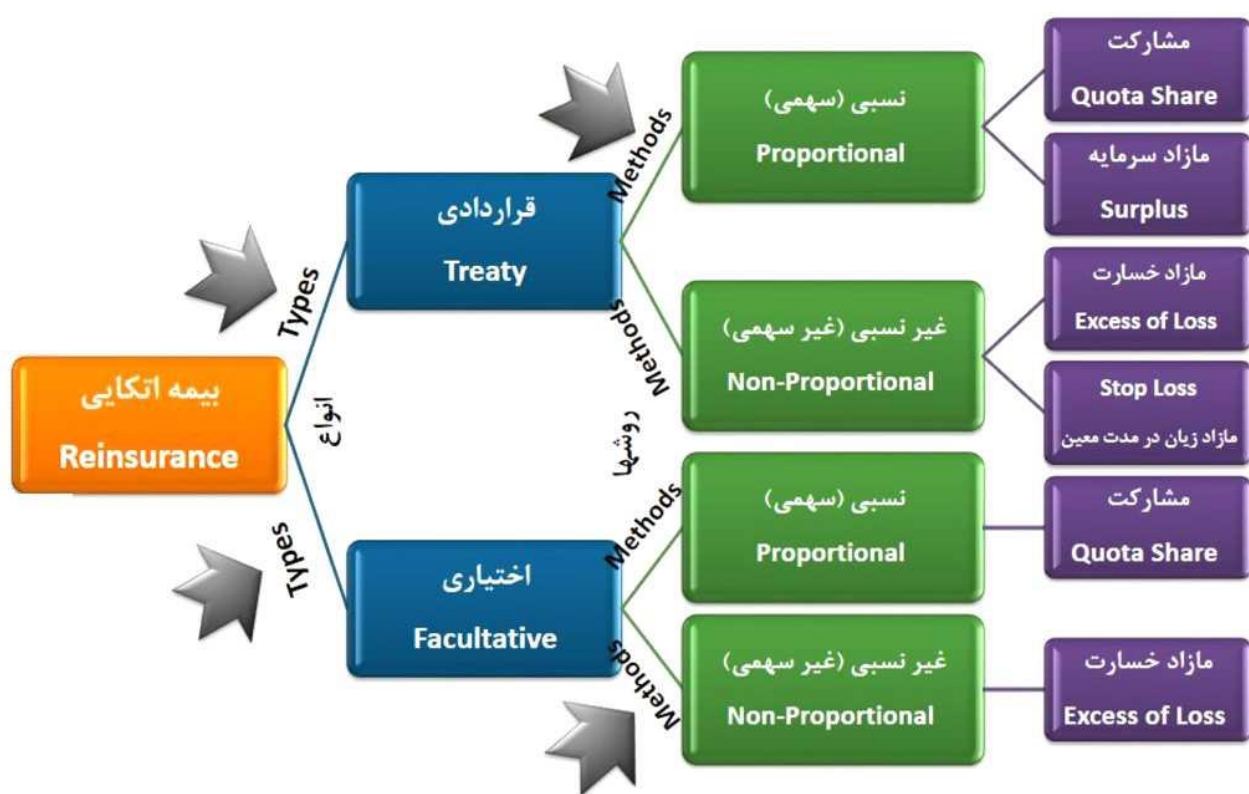 بیمه اتکایی
Reinsurance
Types
انواع
Types
قراردادی
Treaty
اختیاری
Facultative
Methods
Methods
روشها
Methods
Methods
نسبی (سهمی)
Proportional
غیر نسبی (غیر سهمی)
Non-Proportional
نسبی (سهمی)
Proportional
غیر نسبی (غیر سهمی)
Non-Proportional
مشارکت
Quota Share
مازاد سرمایه
Surplus
مازاد خسارت
Excess of Loss
Stop Loss
مازاد زیان در مدت معین
مشارکت
Quota Share
مازاد خسارت
Excess of Loss